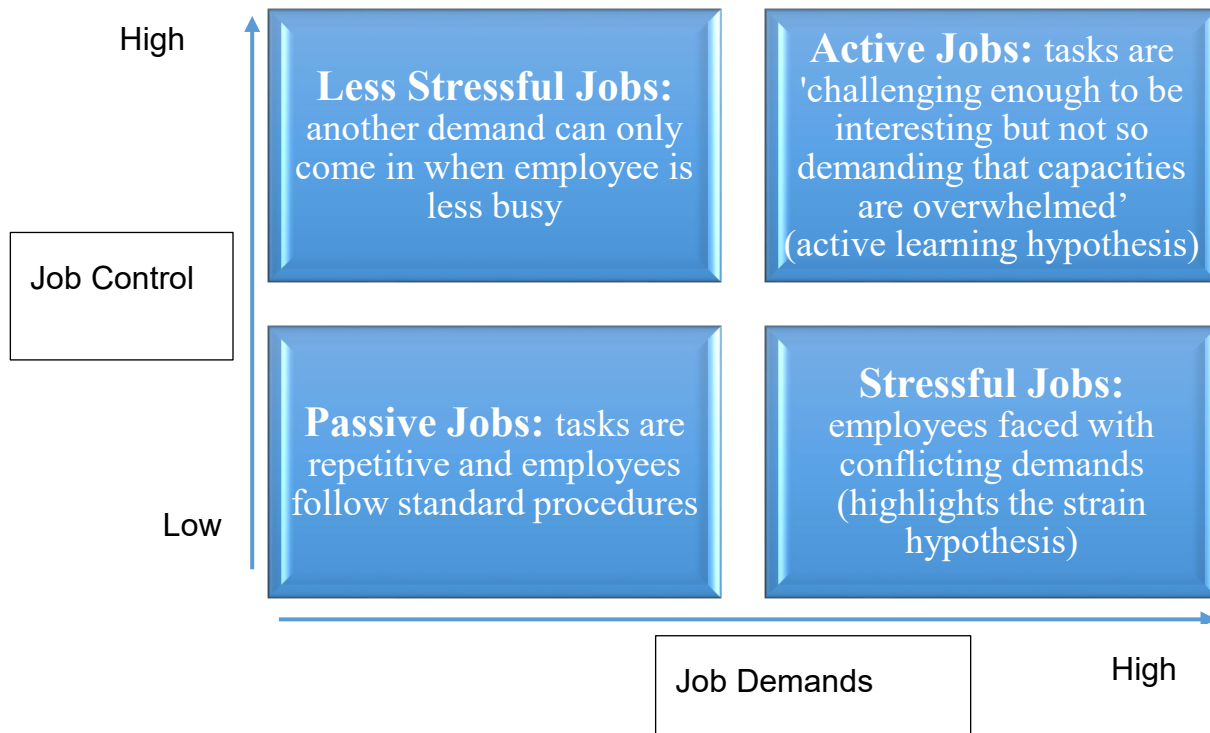 High
Less Stressful Jobs:
another demand can only
come in when employee is
less busy
Active Jobs: tasks are
'challenging enough to be
interesting but not so
demanding that capacities
are overwhelmed’
(active learning hypothesis)
Job Control
Passive Jobs: tasks are
repetitive and employees
follow standard procedures
Stressful Jobs:
employees faced with
conflicting demands
(highlights the strain
hypothesis)
Low
Job Demands
High